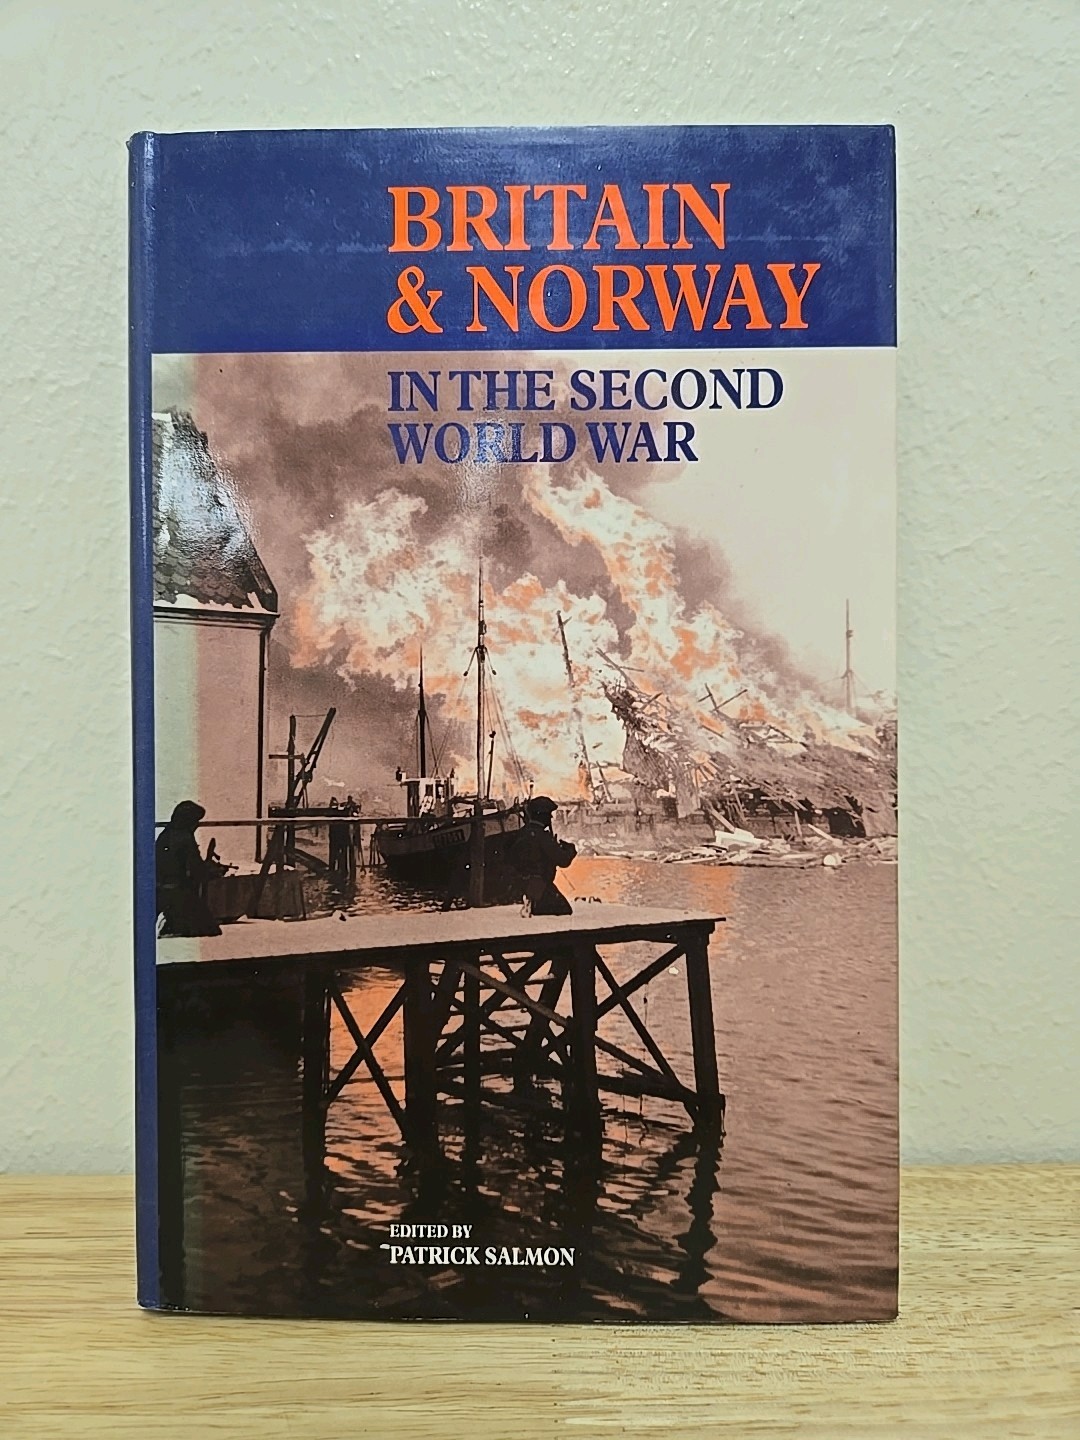 BRITAIN
& NORWAY
IN THE SECOND
WORLD WAR
EDITED BY
PATRICK SALMON